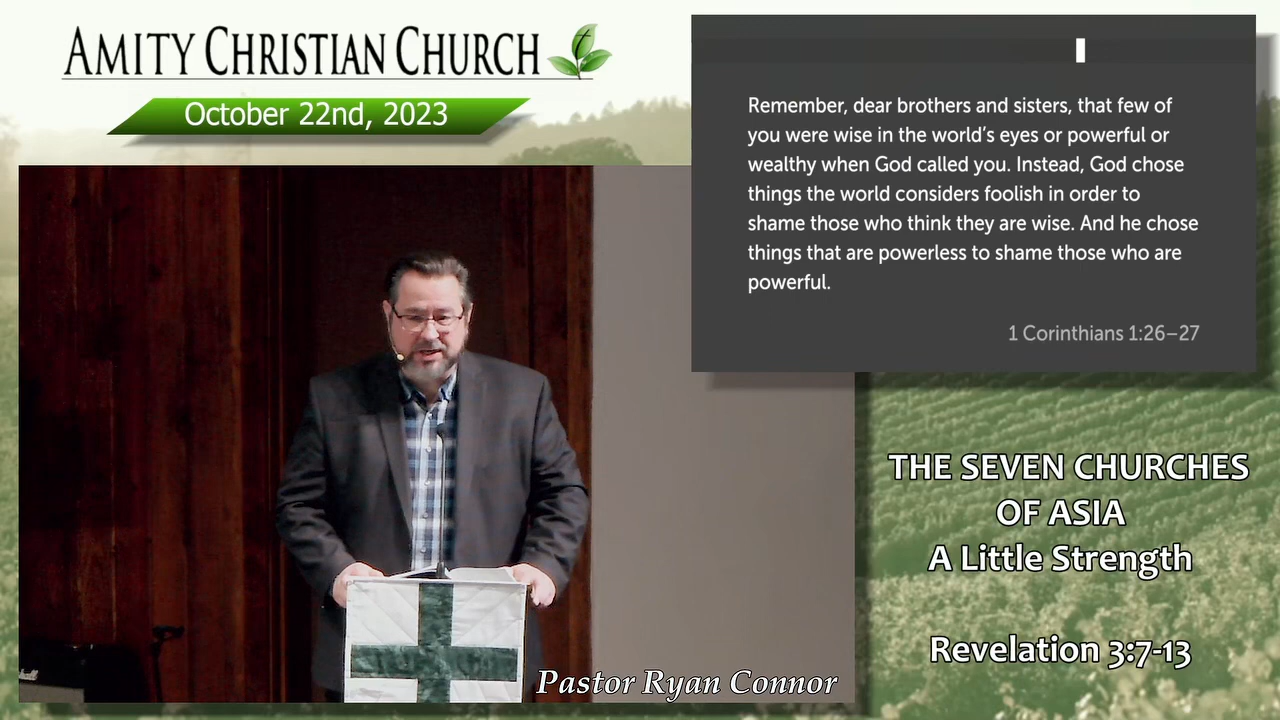 AMITY CHRISTIAN CHURCH
October 22nd, 2023
Remember, dear brothers and sisters, that few of
you were wise in the world's eyes or powerful or
wealthy when God called you. Instead, God chose
things the world considers foolish in order to
shame those who think they are wise. And he chose
things that are powerless to shame those who are
powerful.
1 Corinthians 1:26–27
THE SEVEN CHURCHES
OF ASIA
A Little Strength
Revelation 3:7-13
Pastor Ryan Connor